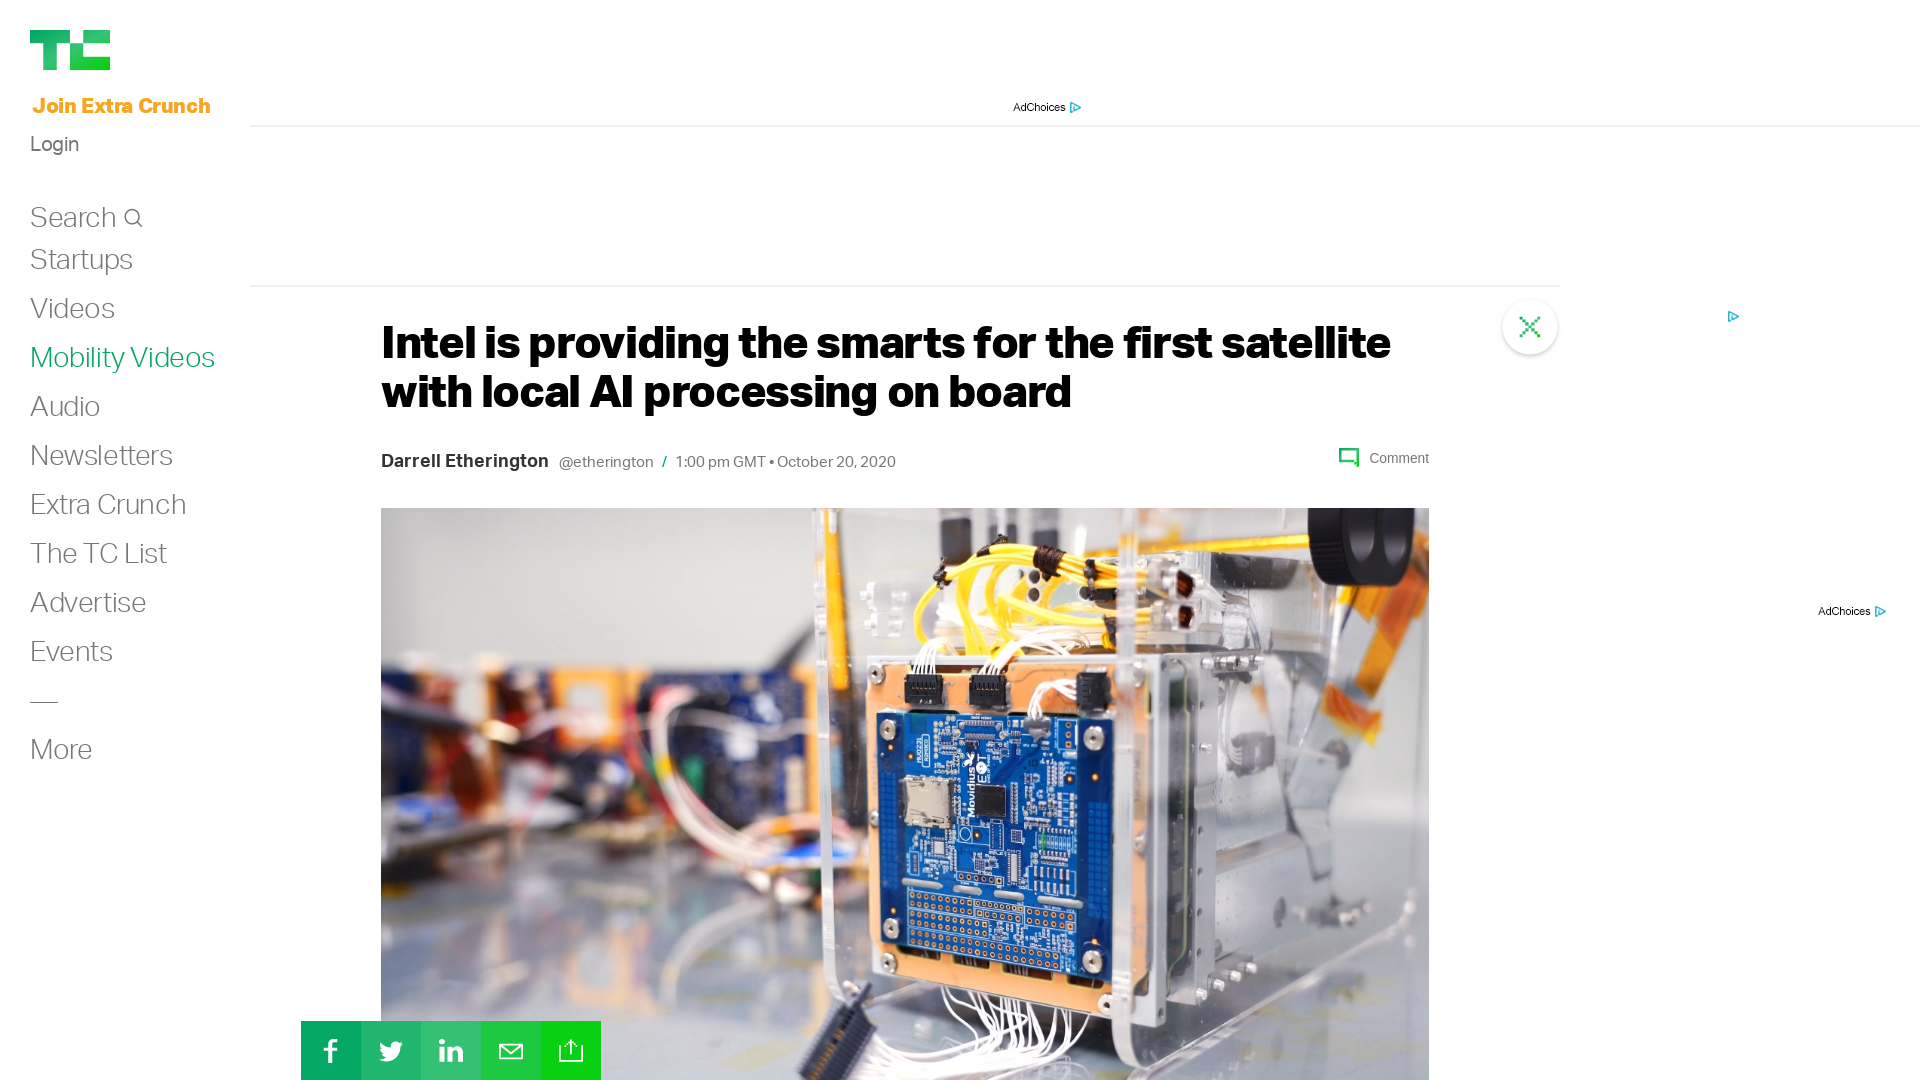 TC
Join Extra Crunch
Login
Search
Startups
Videos
Mobility Videos
Audio
Newsletters
Extra Crunch
The TC List
Advertise
Events
More
AdChoices
Intel is providing the smarts for the first satellite
with local AI processing on board
Darrell Etherington @etherington / 1:00 pm GMT • October 20, 2020
Comment
AdChoices
Movidius